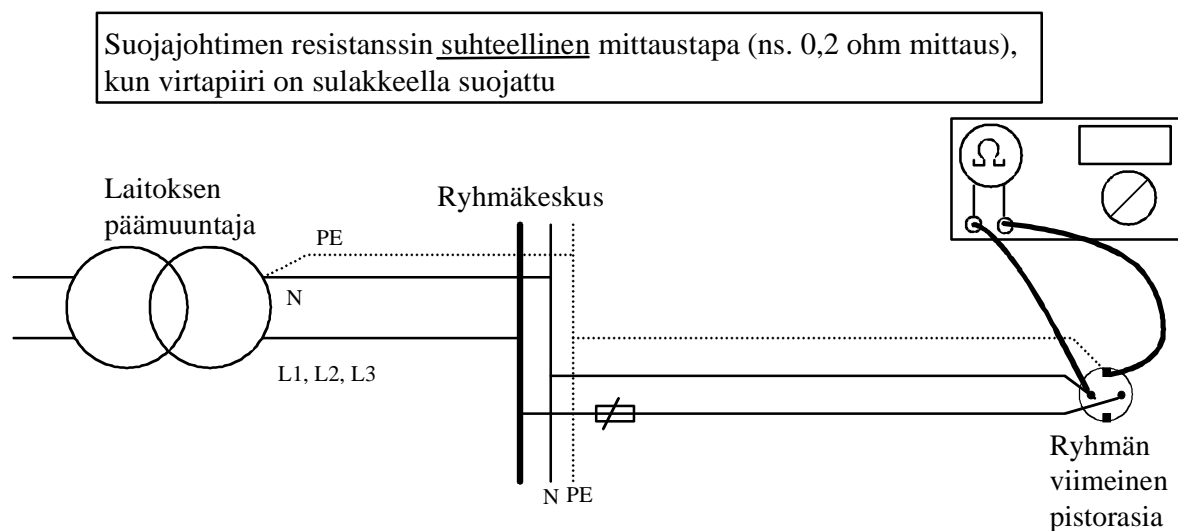 Suojajohtimen resistanssin suhteellinen mittaustapa (ns. 0,2 ohm mittaus),
kun virtapiiri on sulakkeella suojattu
Ω
Laitoksen
päämuuntaja
Ryhmäkeskus
PE
N
L1, L2, L3
N PE
Ryhmän
viimeinen
pistorasia